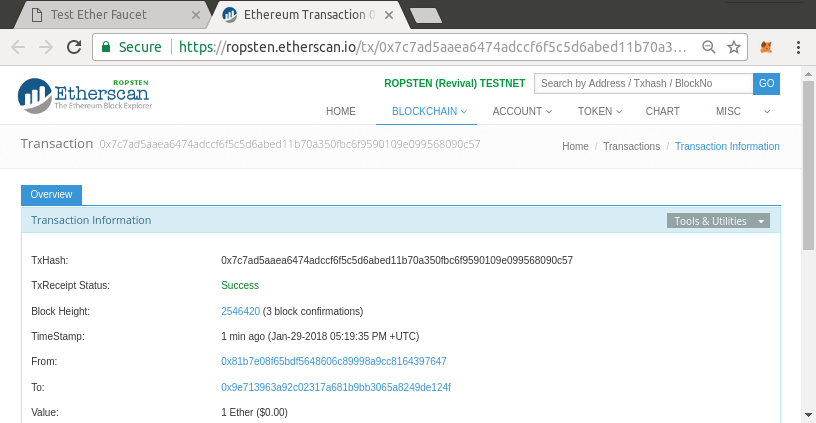 Test Ether Faucet
Ethereum Transaction 0
Secure https://ropsten.etherscan.io/tx/0x7c7ad5aaea6474adccf6f5c5d6abed11b70a3...
ROPSTEN
Etherscan
The Ethereum Block Explorer
ROPSTEN (Revival) TESTNET
Search by Address / Txhash / BlockNo
GO
HOME BLOCKCHAIN ACCOUNT TOKEN CHART MISC
Transaction 0x7c7ad5aaea6474adccf6f5c5d6abed11b70a350fbc6f9590109e099568090c57
Home / Transactions / Transaction Information
Overview
Transaction Information
Tools & Utilities
TxHash: 0x7c7ad5aaea6474adccf6f5c5d6abed11b70a350fbc6f9590109e099568090c57
TxReceipt Status: Success
Block Height: 2546420 (3 block confirmations)
TimeStamp: 1 min ago (Jan-29-2018 05:19:35 PM +UTC)
From: 0x81b7e08f65bdf5648606c89998a9cc8164397647
To: 0x9e713963a92c02317a681b9bb3065a8249de124f
Value: 1 Ether ($0.00)